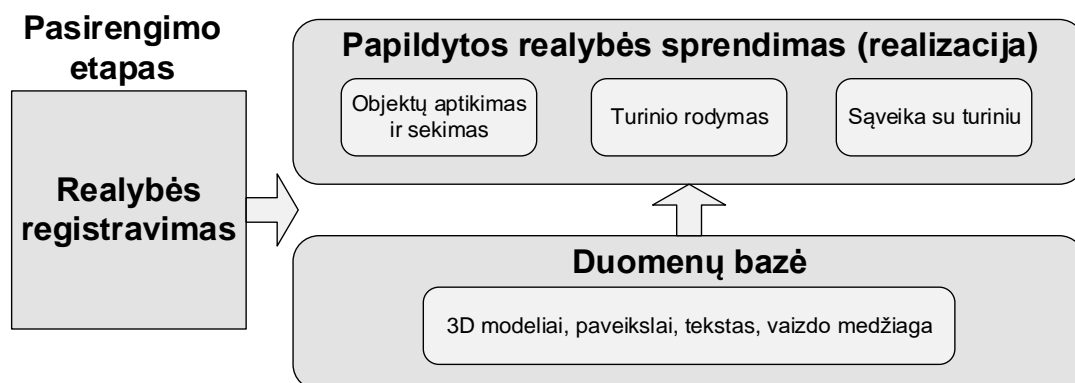 Pasirengimo
etapas
Realybės
registravimas
Papildytos realybės sprendimas (realizacija)
Objektų aptikimas
ir sekimas
Turinio rodymas
Sąveika su turiniu
Duomenų bazė
3D modeliai, paveikslai, tekstas, vaizdo medžiaga